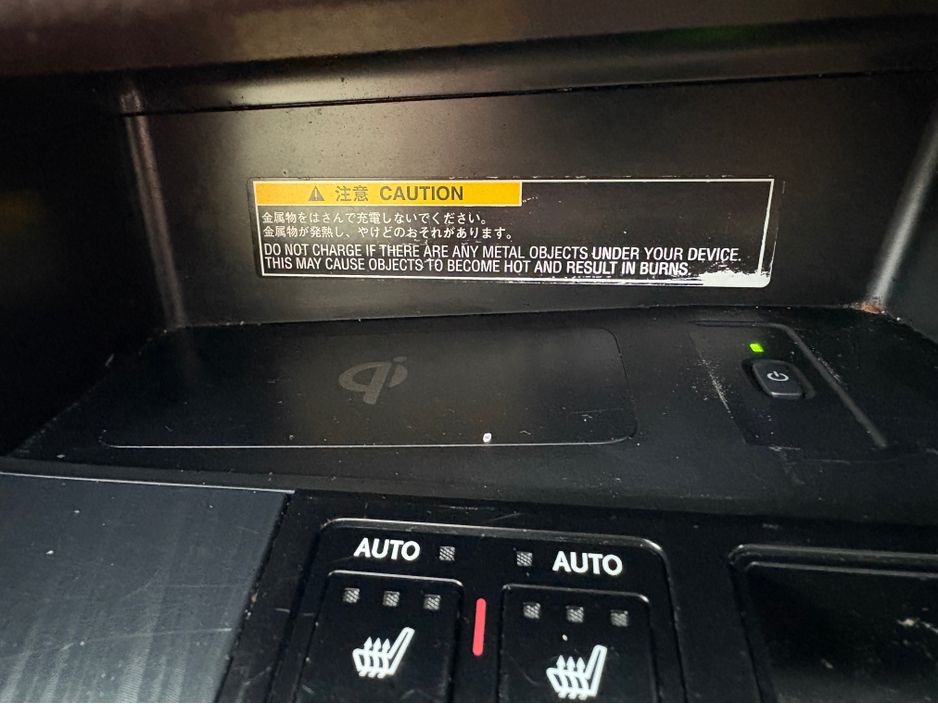 注意 CAUTION
金属物をはさんで充電しないでください。
金属物が発熱し、やけどのおそれがあります。
DO NOT CHARGE IF THERE ARE ANY METAL OBJECTS UNDER YOUR DEVICE.
THIS MAY CAUSE OBJECTS TO BECOME HOT AND RESULT IN BURNS.
qi
AUTO AUTO